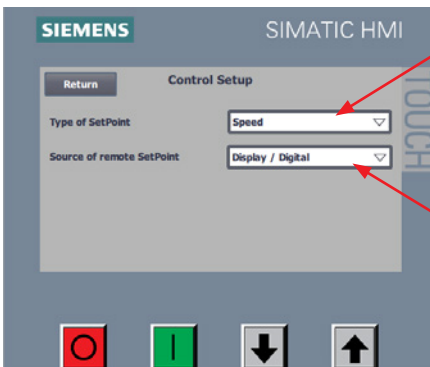 SIEMENS
SIMATIC HMI
TOUCH
Return
Control Setup
Type of SetPoint
Speed
Source of remote SetPoint
Display / Digital